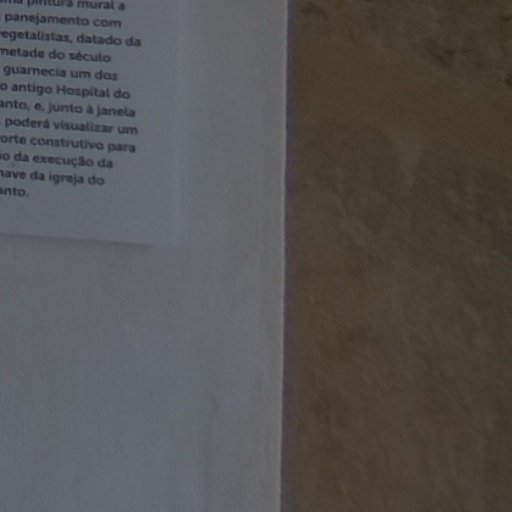 pintura mural a
panejamento com
vegetalistas, datado da
metade do século
guarnecia um dos
o antigo Hospital do
anto, e, junto à janela
poderá visualizar um
orte construtivo para
io da execução da
nave da igreja do
anto.